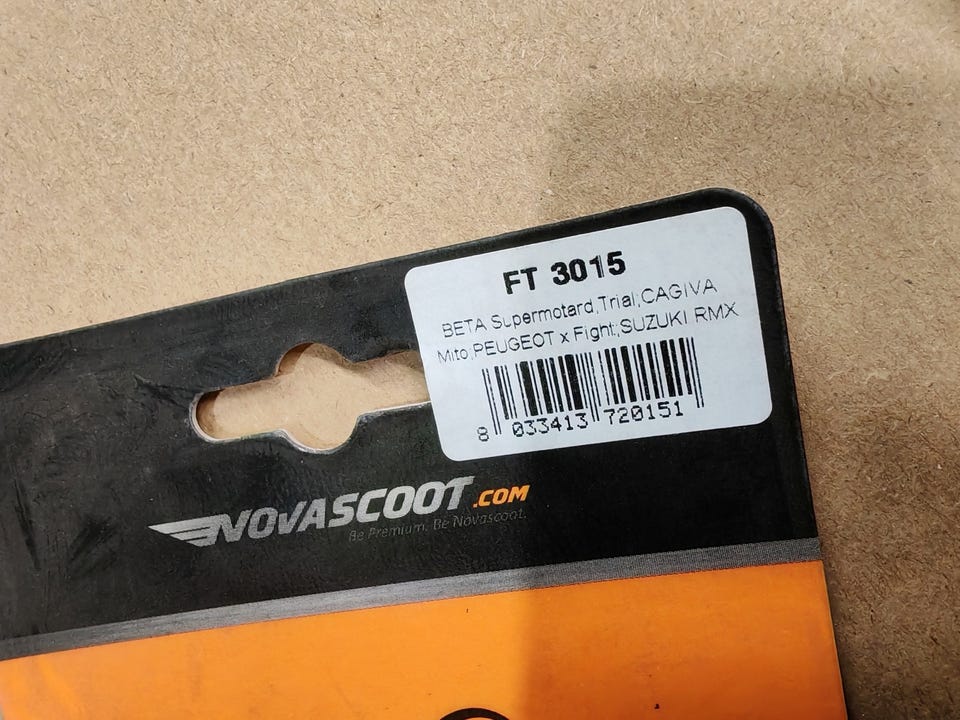 FT 3015
BETA Supermotard,Trial;CAGIVA
Mito;PEUGEOT x Fight;SUZUKI RMX
8 033413 720151
NOVASCOOT.COM
Be Premium. Be Novascoot.